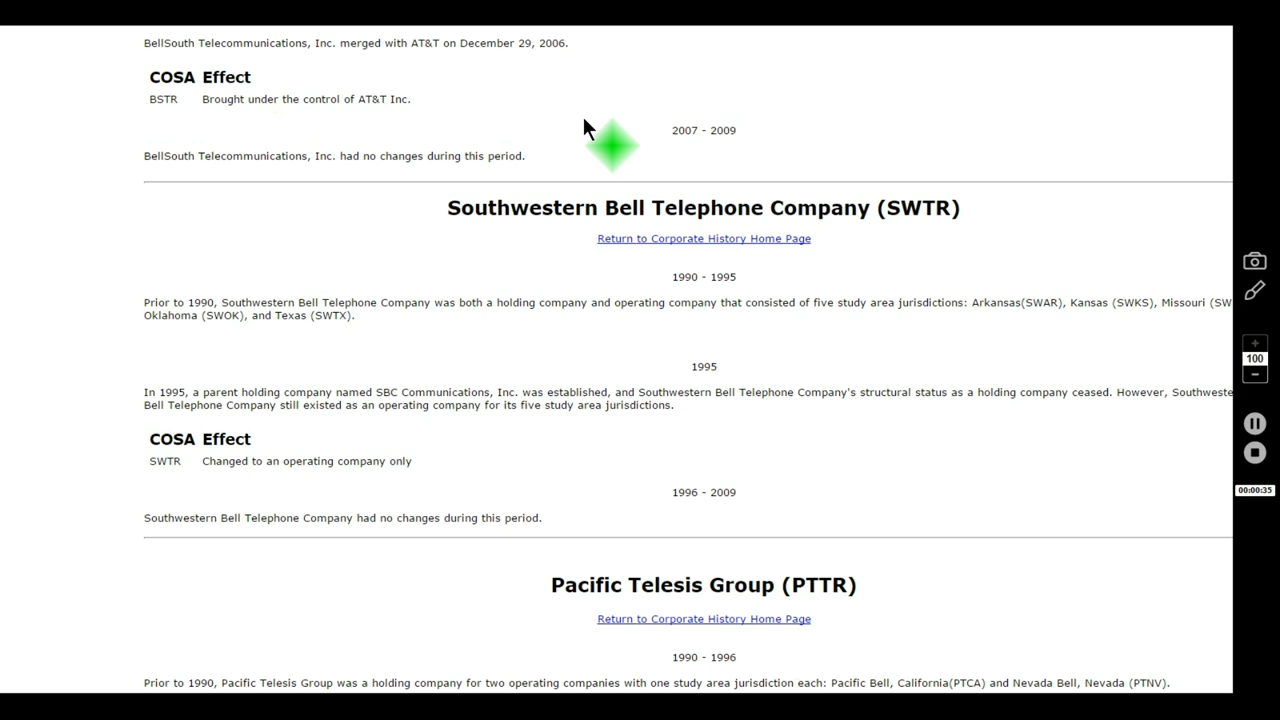 BellSouth Telecommunications, Inc. merged with AT&T on December 29, 2006.
COSA Effect
BSTR Brought under the control of AT&T Inc.
2007 - 2009
BellSouth Telecommunications, Inc. had no changes during this period.
Southwestern Bell Telephone Company (SWTR)
Return to Corporate History Home Page
1990 - 1995
Prior to 1990, Southwestern Bell Telephone Company was both a holding company and operating company that consisted of five study area jurisdictions: Arkansas(SWAR), Kansas (SWKS), Missouri (SW
Oklahoma (SWOK), and Texas (SWTX).
1995
In 1995, a parent holding company named SBC Communications, Inc. was established, and Southwestern Bell Telephone Company's structural status as a holding company ceased. However, Southweste
Bell Telephone Company still existed as an operating company for its five study area jurisdictions.
COSA Effect
SWTR Changed to an operating company only
1996 - 2009
Southwestern Bell Telephone Company had no changes during this period.
Pacific Telesis Group (PTTR)
Return to Corporate History Home Page
1990 - 1996
Prior to 1990, Pacific Telesis Group was a holding company for two operating companies with one study area jurisdiction each: Pacific Bell, California(PTCA) and Nevada Bell, Nevada (PTNV).
+
100
−
00:00:35